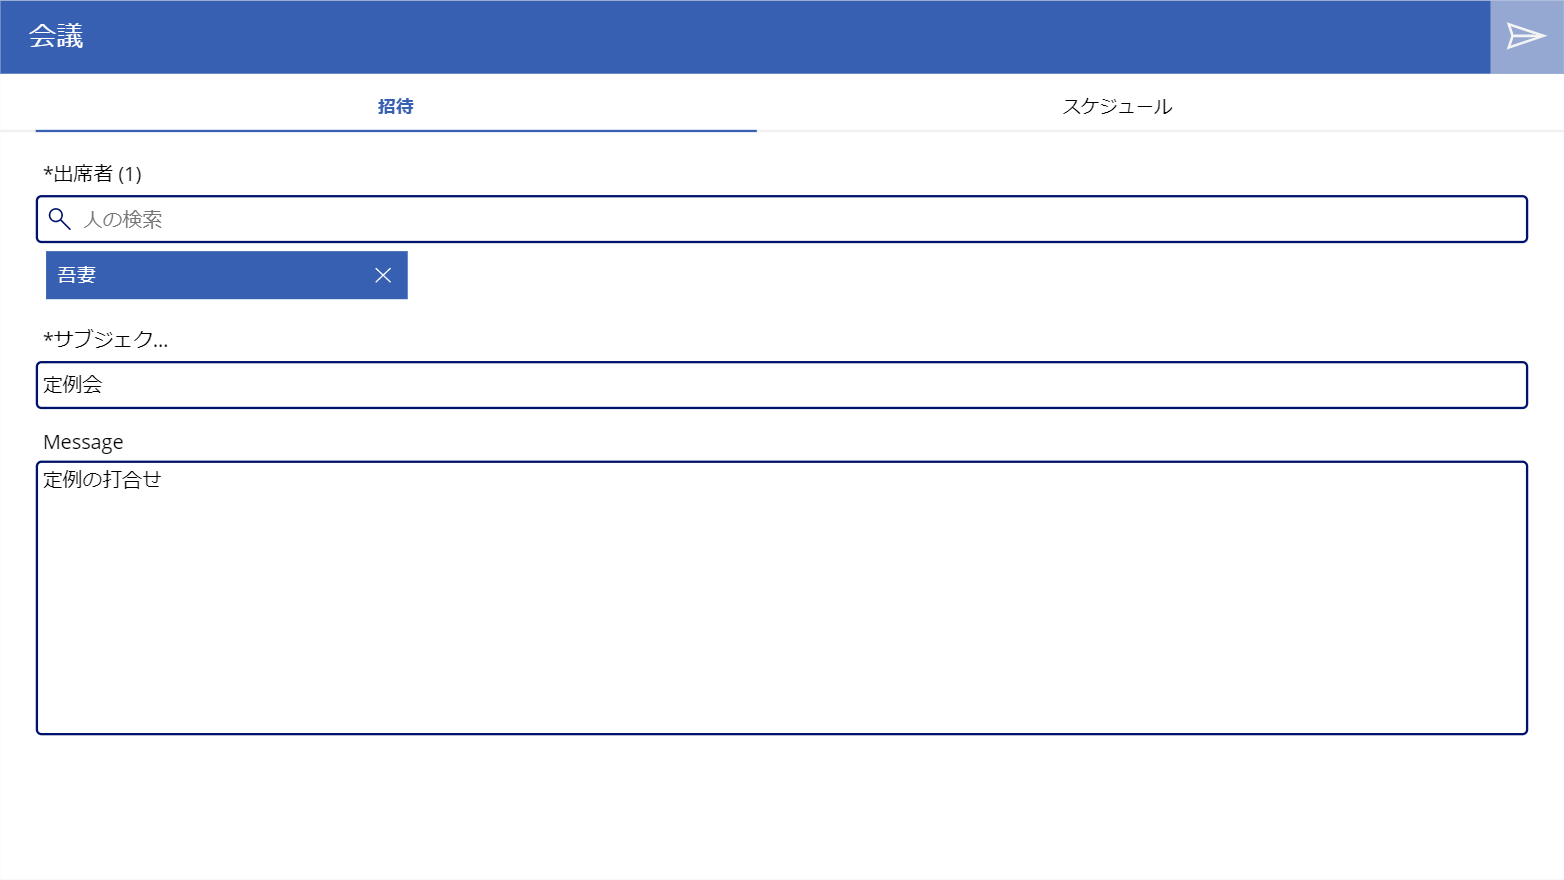 会議
招待
スケジュール
*出席者 (1)
人の検索
吾妻
*サブジェク...
定例会
Message
定例の打合せ